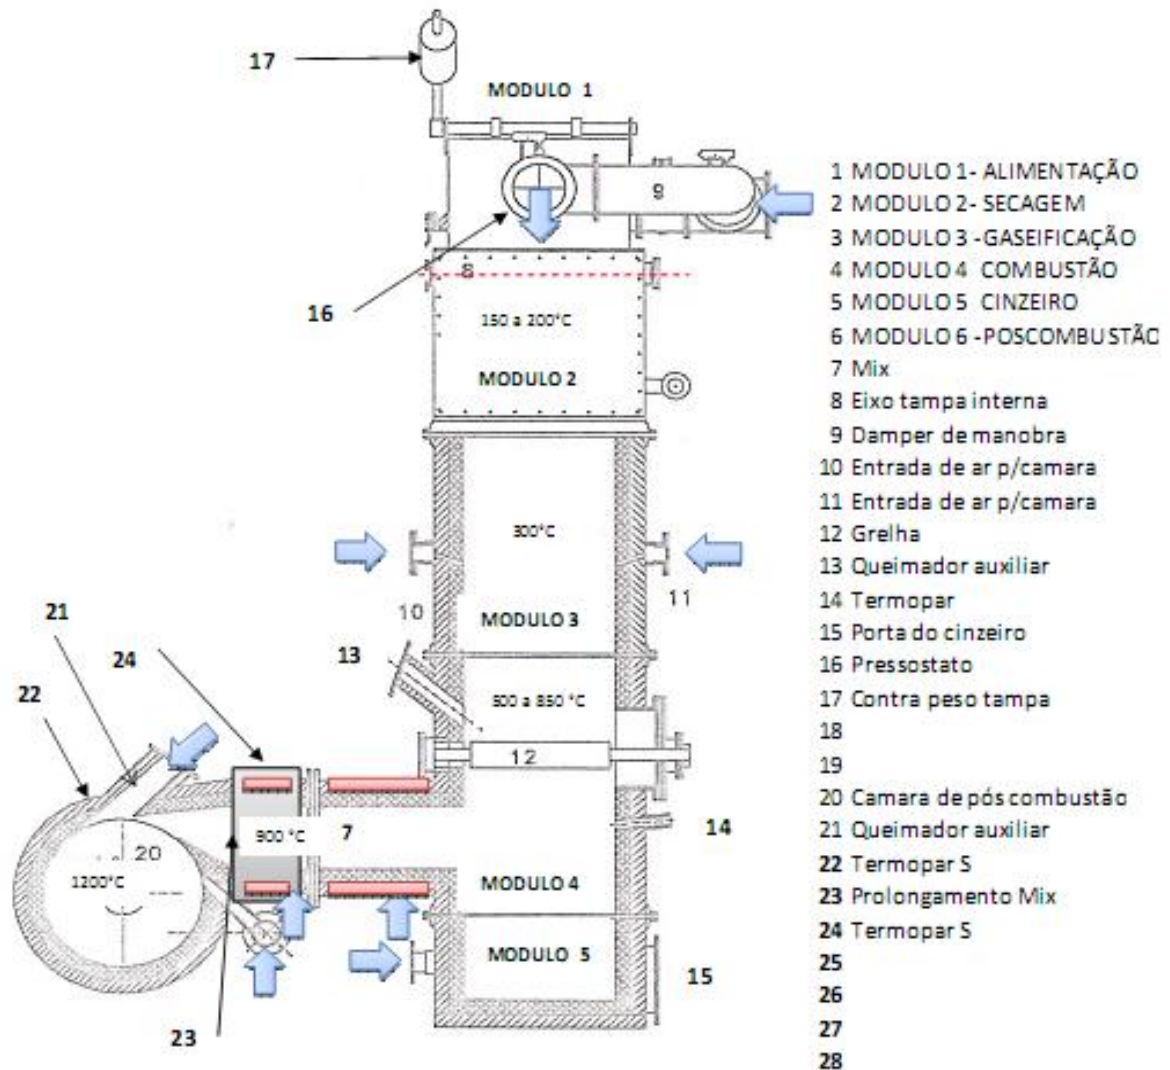 17
MODULO 1
9
8
16
150 a 200°C
MODULO 2
300°C
10
11
MODULO 3
21
24
13
22
500 a 850 °C
12
900 °C
7
14
20
1200°C
MODULO 4
MODULO 5
15
23
1 MODULO 1- ALIMENTAÇÃO
2 MODULO 2- SECAGEM
3 MODULO 3 -GASEIFICAÇÃO
4 MODULO 4 COMBUSTÃO
5 MODULO 5 CINZEIRO
6 MODULO 6 -POSCOMBUSTÃO
7 Mix
8 Eixo tampa interna
9 Damper de manobra
10 Entrada de ar p/camara
11 Entrada de ar p/camara
12 Grelha
13 Queimador auxiliar
14 Termopar
15 Porta do cinzeiro
16 Pressostato
17 Contra peso tampa
18
19
20 Camara de pós combustão
21 Queimador auxiliar
22 Termopar S
23 Prolongamento Mix
24 Termopar S
25
26
27
28